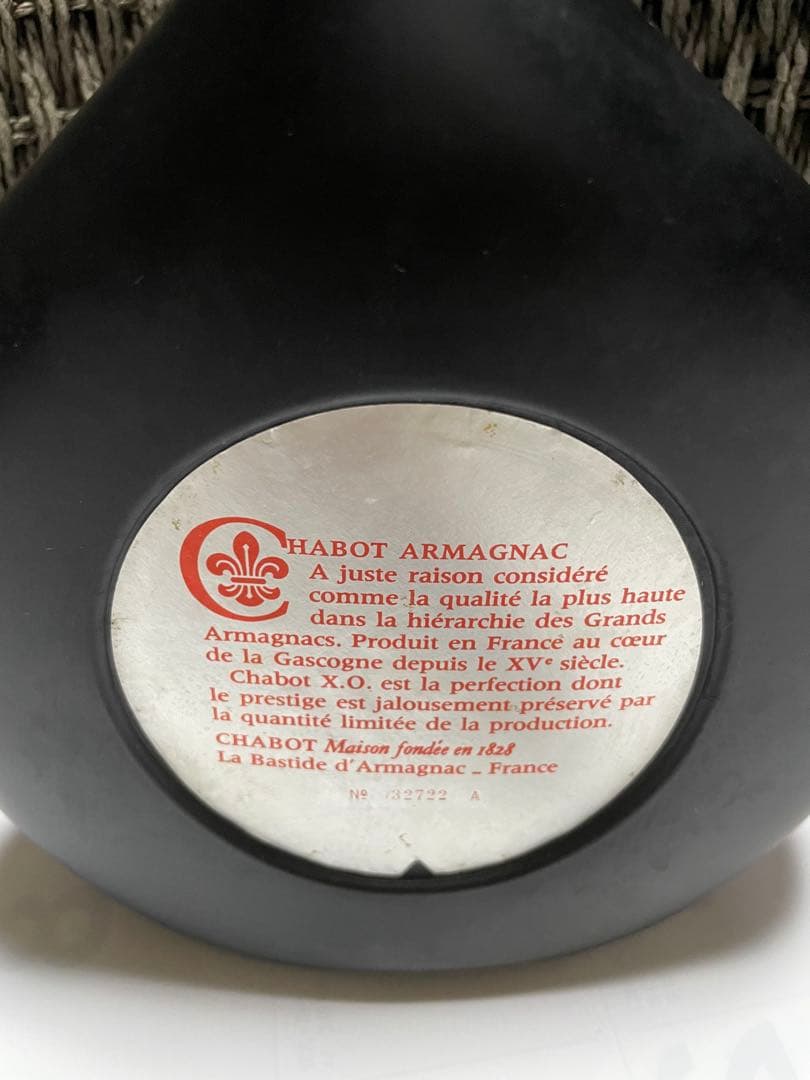 CHABOT ARMAGNAC
A juste raison considéré
comme la qualité la plus haute
dans la hiérarchie des Grands
Armagnacs. Produit en France au cœur
de la Gascogne depuis le XVe siècle.
Chabot X.O. est la perfection dont
le prestige est jalousement préservé par
la quantité limitée de la production.
CHABOT Maison fondée en 1828
La Bastide d'Armagnac - France
Nº 32722 A